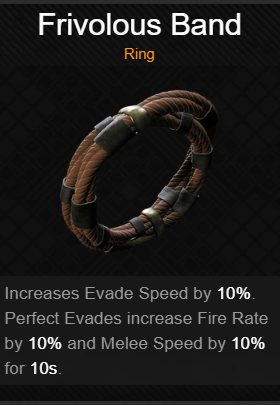 Frivolous Band
Ring
Increases Evade Speed by 10%.
Perfect Evades increase Fire Rate
by 10% and Melee Speed by 10%
for 10s.